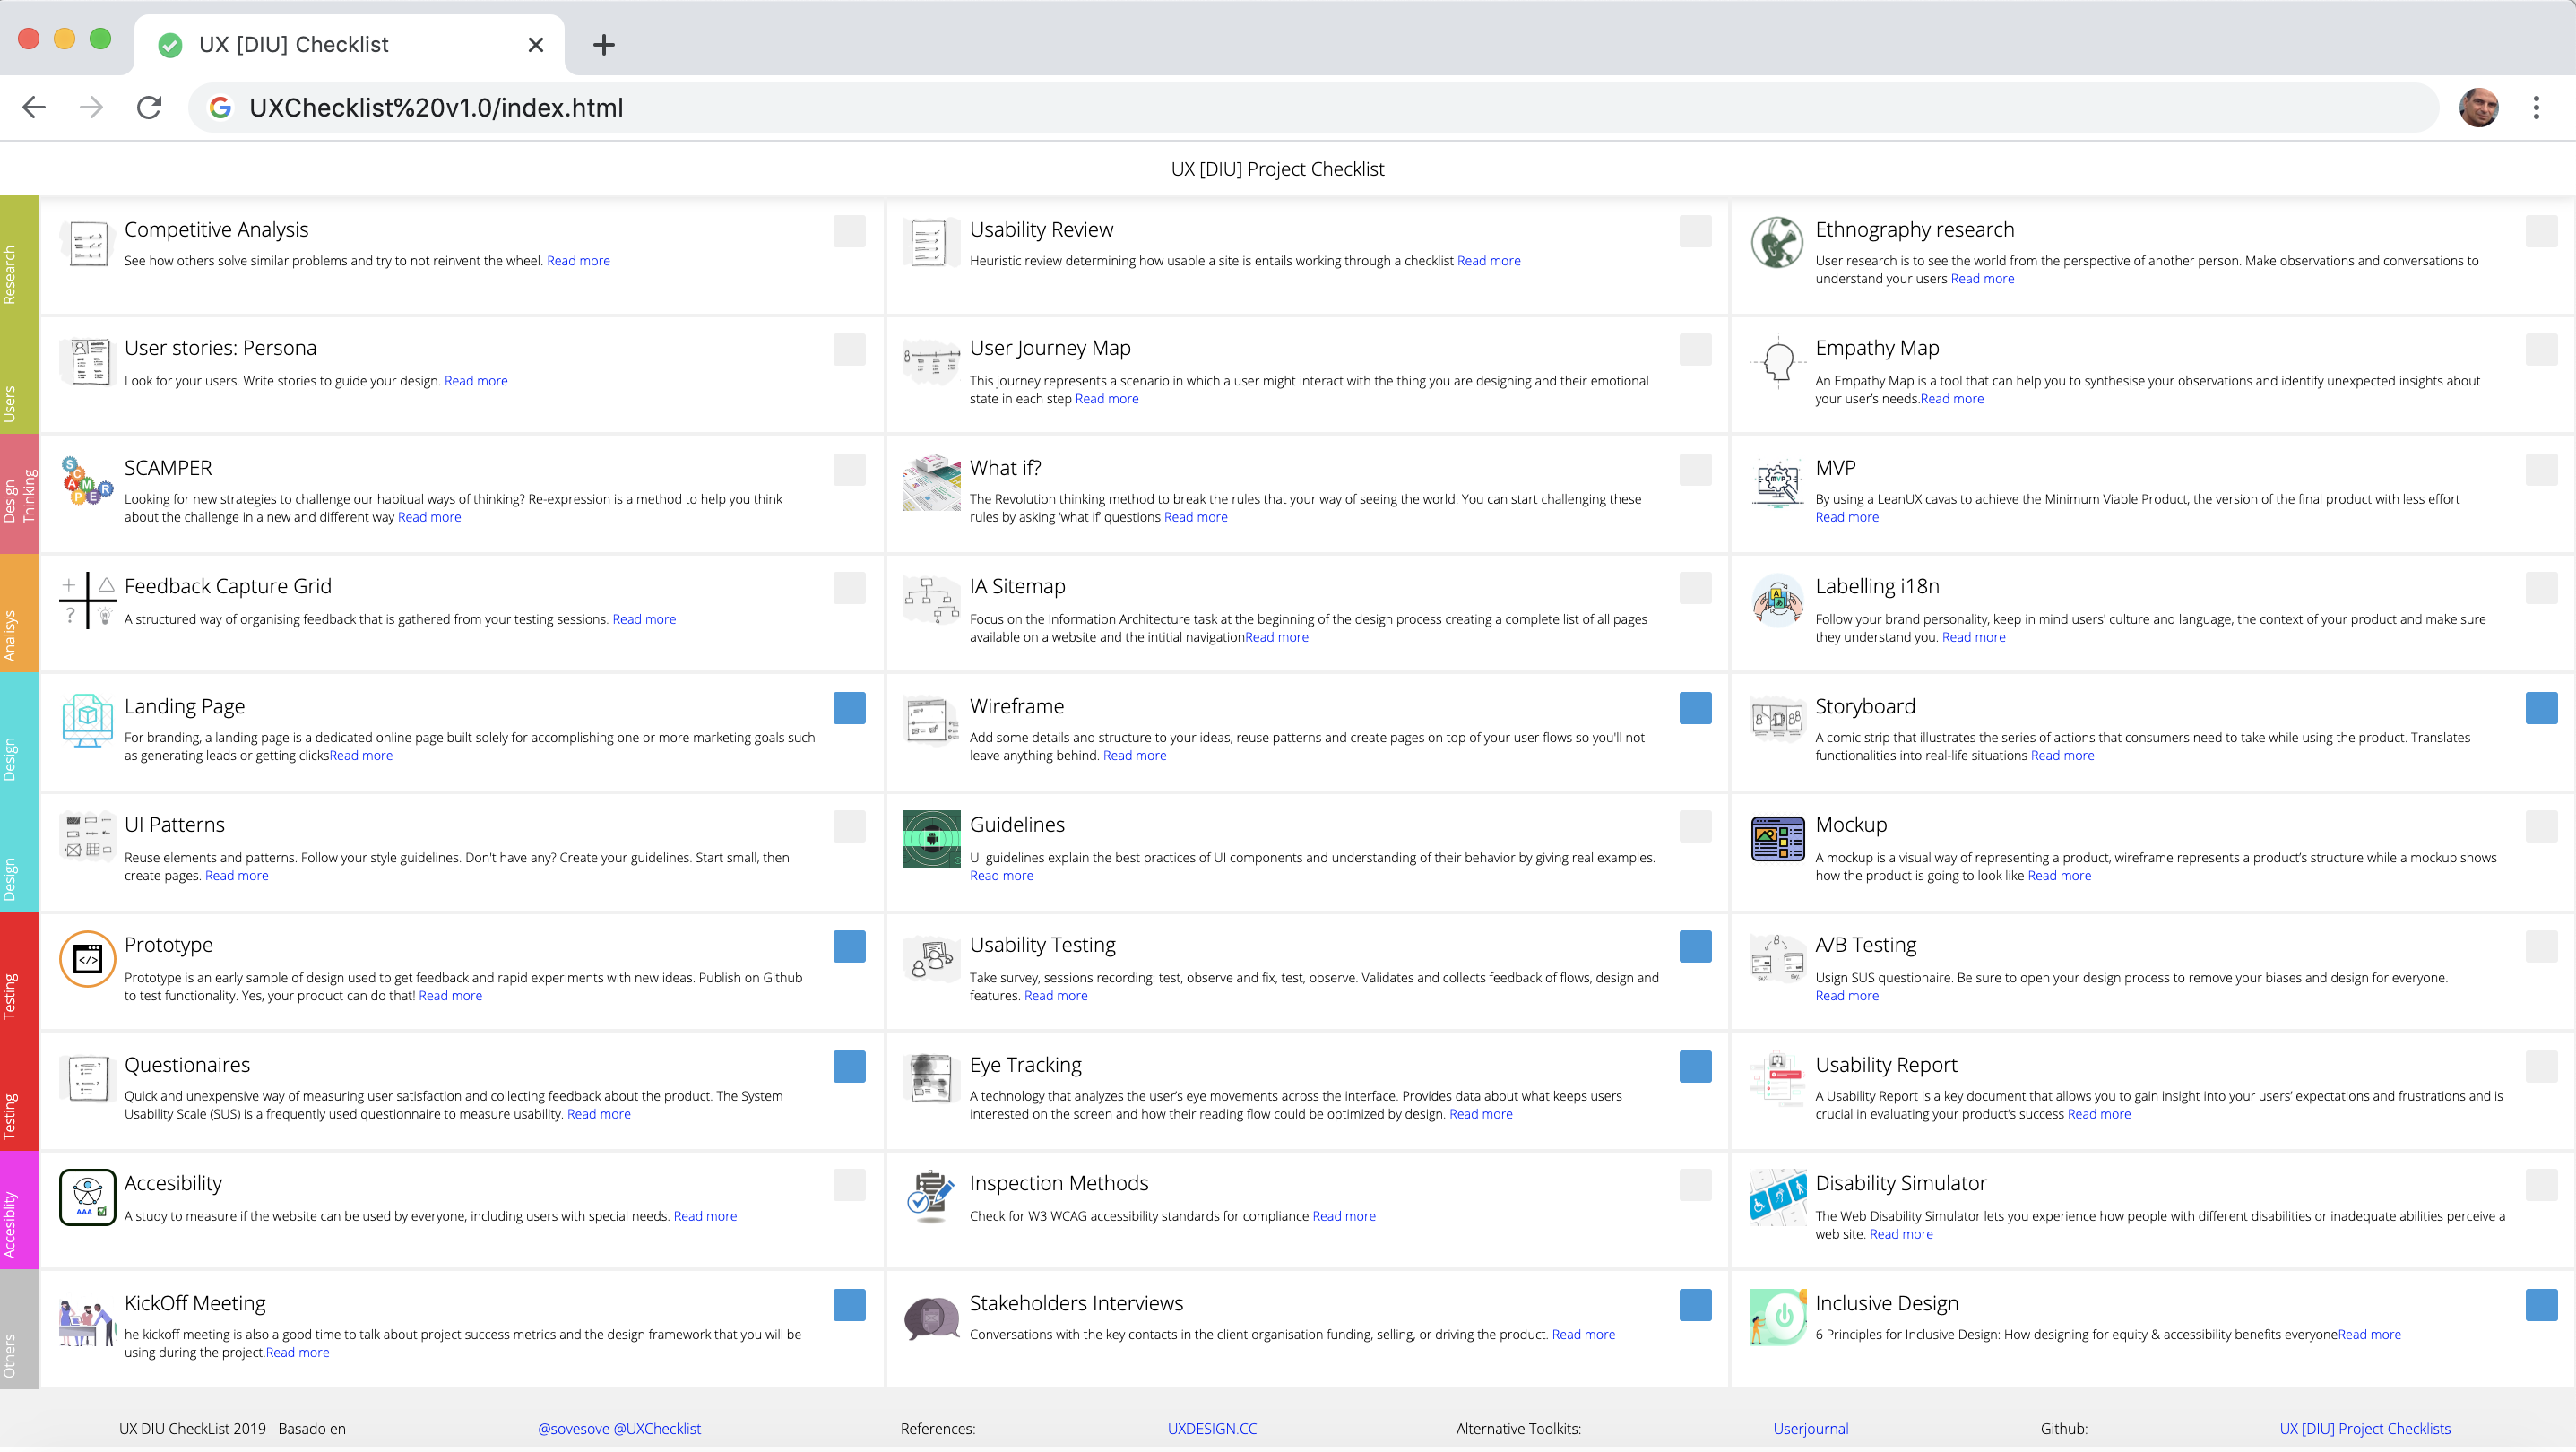 UX [DIU] Checklist
UXChecklist%20v1.0/index.html
UX [DIU] Project Checklist
Research
Competitive Analysis
See how others solve similar problems and try to not reinvent the wheel. Read more
Usability Review
Heuristic review determining how usable a site is entails working through a checklist Read more
Ethnography research
User research is to see the world from the perspective of another person. Make observations and conversations to
understand your users Read more
Users
User stories: Persona
Look for your users. Write stories to guide your design. Read more
User Journey Map
This journey represents a scenario in which a user might interact with the thing you are designing and their emotional
state in each step Read more
Empathy Map
An Empathy Map is a tool that can help you to synthesise your observations and identify unexpected insights about
your user's needs.Read more
Design
Thinking
SCAMPER
SCAMPER
Looking for new strategies to challenge our habitual ways of thinking? Re-expression is a method to help you think
about the challenge in a new and different way Read more
What if?
The Revolution thinking method to break the rules that your way of seeing the world. You can start challenging these
rules by asking ‘what if’ questions Read more
MVP
MVP
By using a LeanUX cavas to achieve the Minimum Viable Product, the version of the final product with less effort
Read more
Analisys
Feedback Capture Grid
A structured way of organising feedback that is gathered from your testing sessions. Read more
IA Sitemap
Focus on the Information Architecture task at the beginning of the design process creating a complete list of all pages
available on a website and the intitial navigationRead more
Labelling i18n
Follow your brand personality, keep in mind users' culture and language, the context of your product and make sure
they understand you. Read more
Design
Landing Page
For branding, a landing page is a dedicated online page built solely for accomplishing one or more marketing goals such
as generating leads or getting clicksRead more
Wireframe
Add some details and structure to your ideas, reuse patterns and create pages on top of your user flows so you'll not
leave anything behind. Read more
Storyboard
A comic strip that illustrates the series of actions that consumers need to take while using the product. Translates
functionalities into real-life situations Read more
Design
UI Patterns
Reuse elements and patterns. Follow your style guidelines. Don't have any? Create your guidelines. Start small, then
create pages. Read more
Guidelines
UI guidelines explain the best practices of UI components and understanding of their behavior by giving real examples.
Read more
Mockup
A mockup is a visual way of representing a product, wireframe represents a product’s structure while a mockup shows
how the product is going to look like Read more
Testing
Prototype
Prototype is an early sample of design used to get feedback and rapid experiments with new ideas. Publish on Github
to test functionality. Yes, your product can do that! Read more
Usability Testing
Take survey, sessions recording: test, observe and fix, test, observe. Validates and collects feedback of flows, design and
features. Read more
A/B Testing
Usign SUS questionaire. Be sure to open your design process to remove your biases and design for everyone.
Read more
Testing
Questionaires
Quick and unexpensive way of measuring user satisfaction and collecting feedback about the product. The System
Usability Scale (SUS) is a frequently used questionnaire to measure usability. Read more
Eye Tracking
A technology that analyzes the user’s eye movements across the interface. Provides data about what keeps users
interested on the screen and how their reading flow could be optimized by design. Read more
Usability Report
A Usability Report is a key document that allows you to gain insight into your users’ expectations and frustrations and is
crucial in evaluating your product’s success Read more
Accesiblity
AAA
Accesibility
A study to measure if the website can be used by everyone, including users with special needs. Read more
Inspection Methods
Check for W3 WCAG accessibility standards for compliance Read more
Disability Simulator
The Web Disability Simulator lets you experience how people with different disabilities or inadequate abilities perceive a
web site. Read more
Others
KickOff Meeting
he kickoff meeting is also a good time to talk about project success metrics and the design framework that you will be
using during the project.Read more
Stakeholders Interviews
Conversations with the key contacts in the client organisation funding, selling, or driving the product. Read more
Inclusive Design
6 Principles for Inclusive Design: How designing for equity & accessibility benefits everyoneRead more
UX DIU CheckList 2019 - Basado en
@sovesove @UXChecklist
References:
UXDESIGN.CC
Alternative Toolkits:
Userjournal
Github:
UX [DIU] Project Checklists